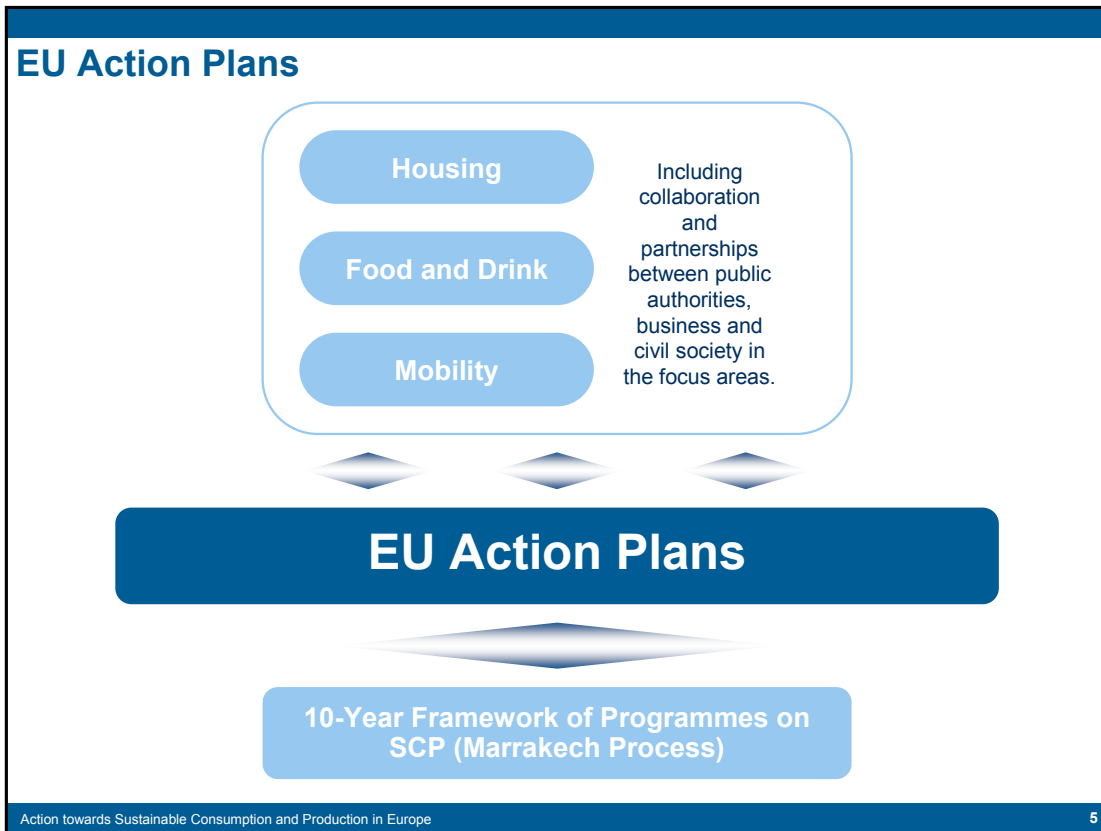 EU Action Plans
Housing
Food and Drink
Mobility
Including
collaboration
and
partnerships
between public
authorities,
business and
civil society in
the focus areas.
EU Action Plans
10-Year Framework of Programmes on
SCP (Marrakech Process)
Action towards Sustainable Consumption and Production in Europe
5